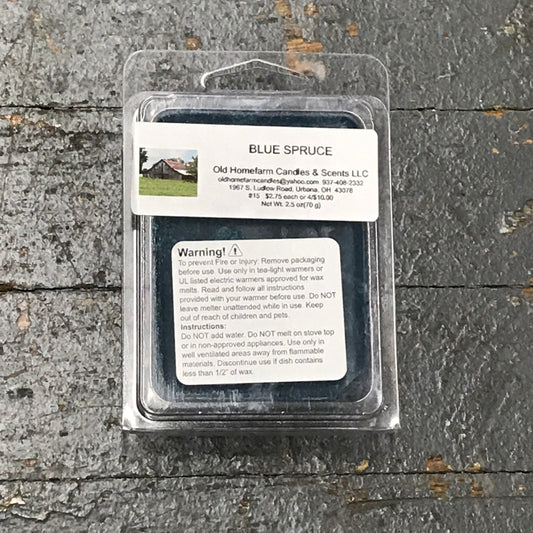 BLUE SPRUCE
Old Homefarm Candles & Scents LLC
oldhomefarmcandles@yahoo.com 937-408-2332
1967 S. Ludlow Road, Urbana, OH 43078
#15 $2.75 each or 4/$10.00
Net Wt. 2.5 oz(70 g)
Warning!
To prevent Fire or Injury: Remove packaging
before use. Use only in tea-light warmers or
UL listed electric warmers approved for wax
melts. Read and follow all instructions
provided with your warmer before use. Do NOT
leave melter unattended while in use. Keep
out of reach of children and pets.
Instructions:
Do NOT add water. Do NOT melt on stove top
or in non-approved appliances. Use only in
well ventilated areas away from flammable
materials. Discontinue use if dish contains
less than 1/2" of wax.